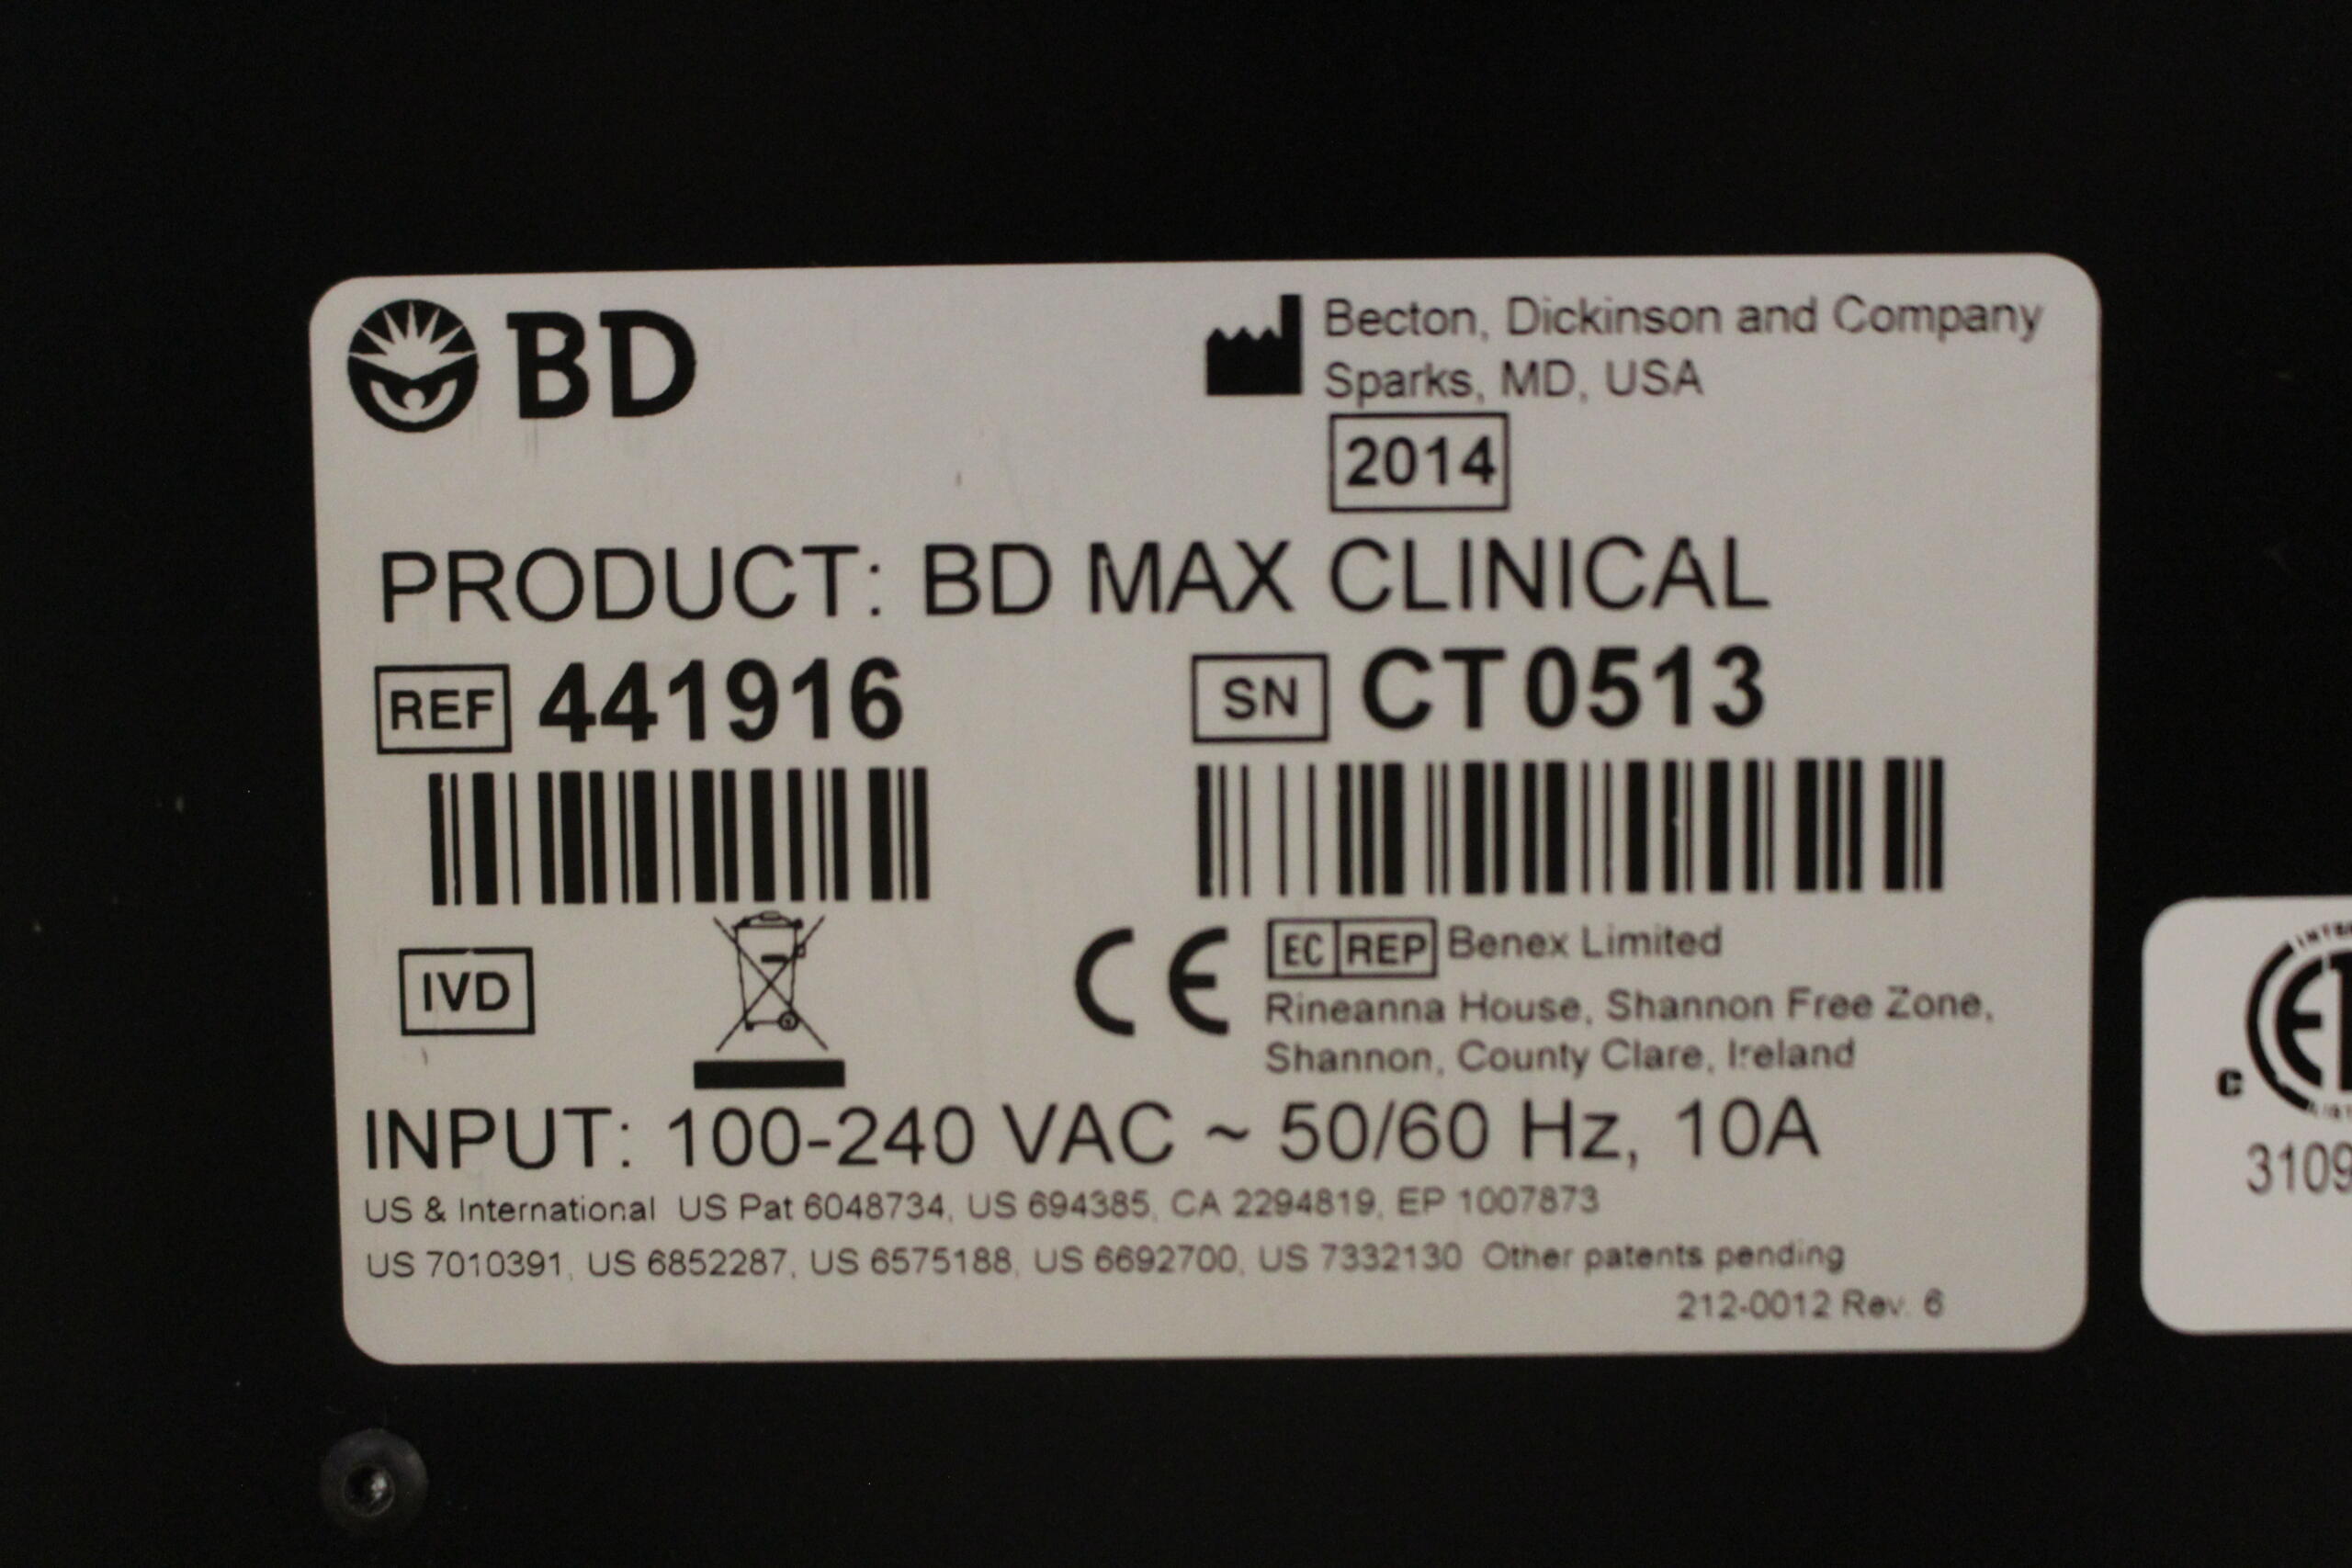 BD
Becton, Dickinson and Company
Sparks, MD, USA
2014
PRODUCT: BD MAX CLINICAL
REF 441916
SN CT0513
IVD
CE
EC REP Benex Limited
Rineanna House, Shannon Free Zone,
Shannon, County Clare, Ireland
INPUT: 100-240 VAC ~ 50/60 Hz, 10A
US & International US Pat 6048734, US 694385, CA 2294819, EP 1007873
US 7010391, US 6852287, US 6575188, US 6692700, US 7332130 Other patents pending
212-0012 Rev. 6
C
3109